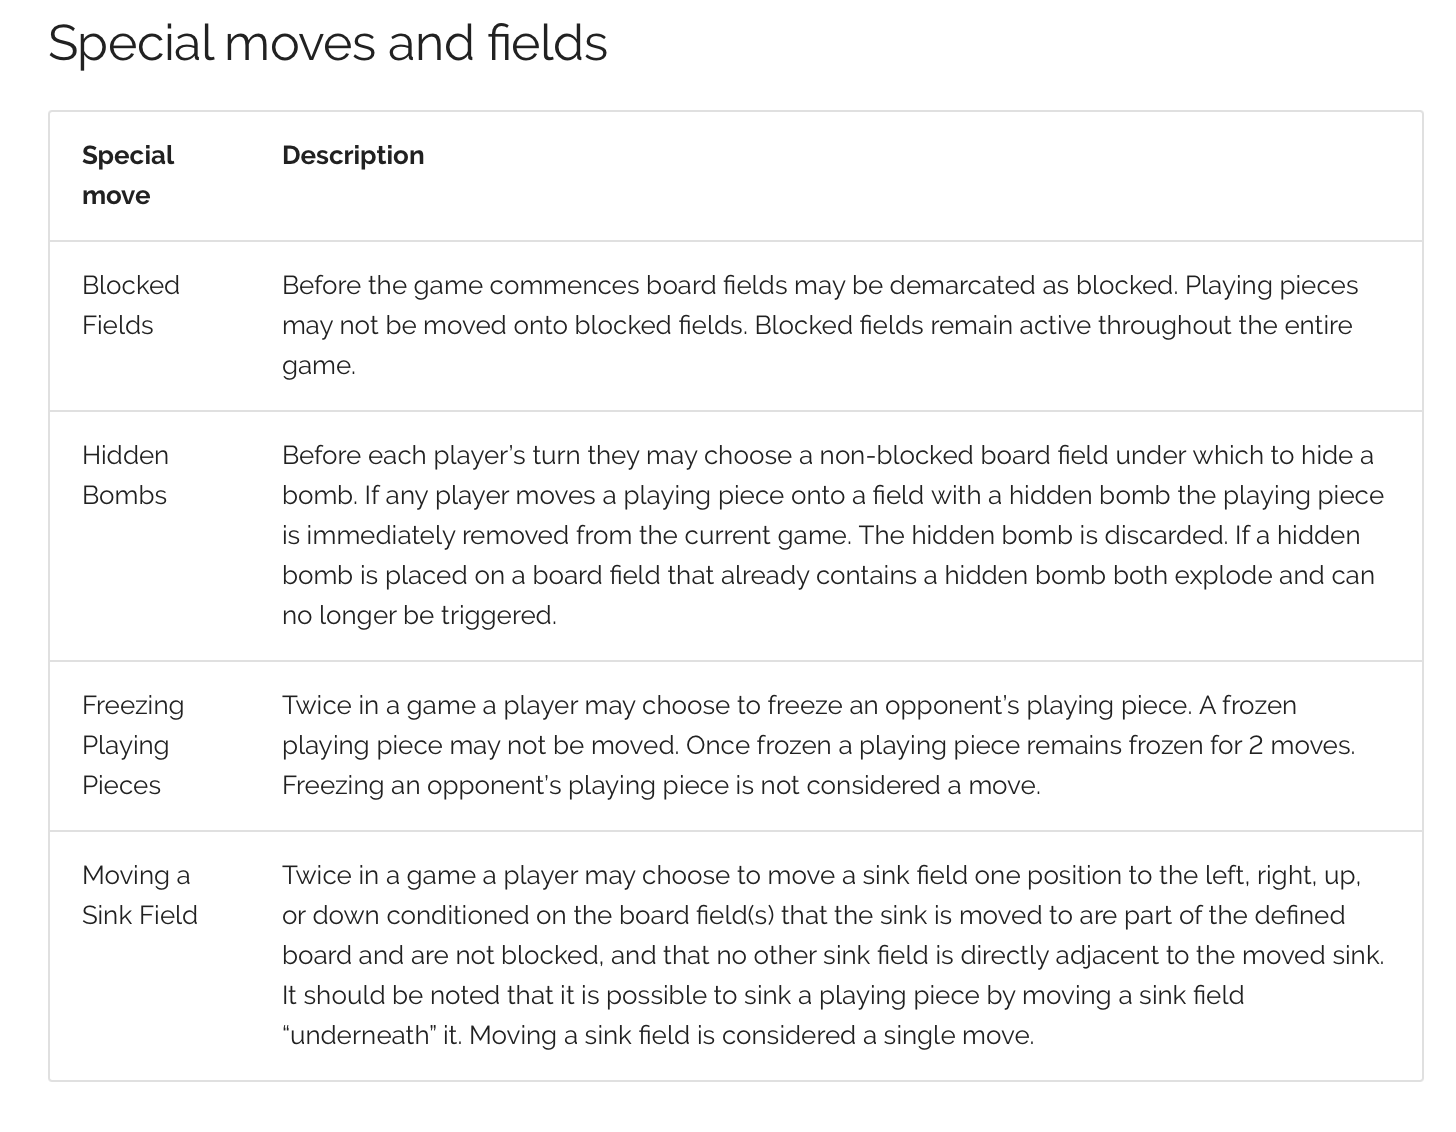 Special moves and fields
Special
move
Description
Blocked
Fields
Before the game commences board fields may be demarcated as blocked. Playing pieces
may not be moved onto blocked fields. Blocked fields remain active throughout the entire
game.
Hidden
Bombs
Before each player’s turn they may choose a non-blocked board field under which to hide a
bomb. If any player moves a playing piece onto a field with a hidden bomb the playing piece
is immediately removed from the current game. The hidden bomb is discarded. If a hidden
bomb is placed on a board field that already contains a hidden bomb both explode and can
no longer be triggered.
Freezing
Playing
Pieces
Twice in a game a player may choose to freeze an opponent’s playing piece. A frozen
playing piece may not be moved. Once frozen a playing piece remains frozen for 2 moves.
Freezing an opponent’s playing piece is not considered a move.
Moving a
Sink Field
Twice in a game a player may choose to move a sink field one position to the left, right, up,
or down conditioned on the board field(s) that the sink is moved to are part of the defined
board and are not blocked, and that no other sink field is directly adjacent to the moved sink.
It should be noted that it is possible to sink a playing piece by moving a sink field
“underneath” it. Moving a sink field is considered a single move.